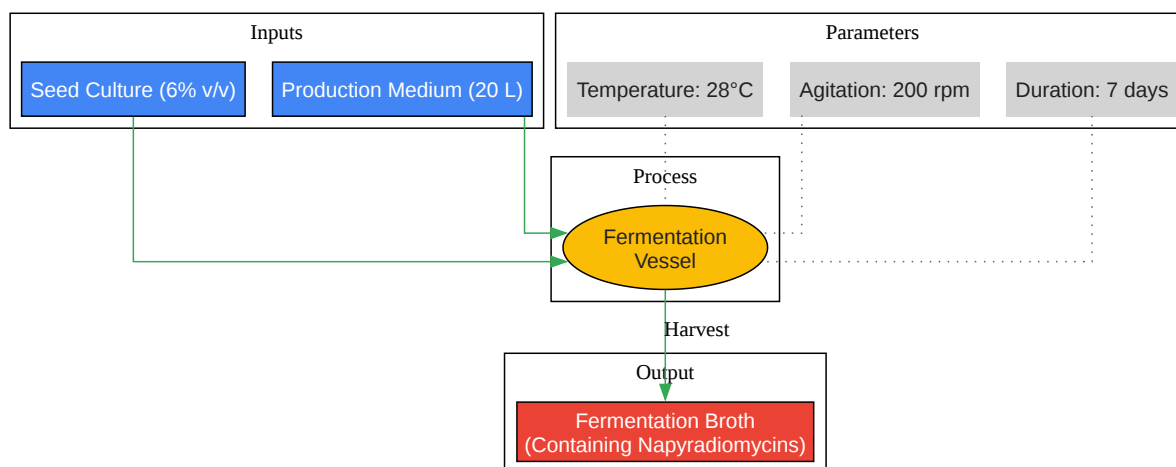 Inputs
Parameters
Seed Culture (6% v/v)
Production Medium (20 L)
Temperature: 28°C
Agitation: 200 rpm
Duration: 7 days
Process
Fermentation
Vessel
Harvest
Output
Fermentation Broth
(Containing Napyradiomycins)